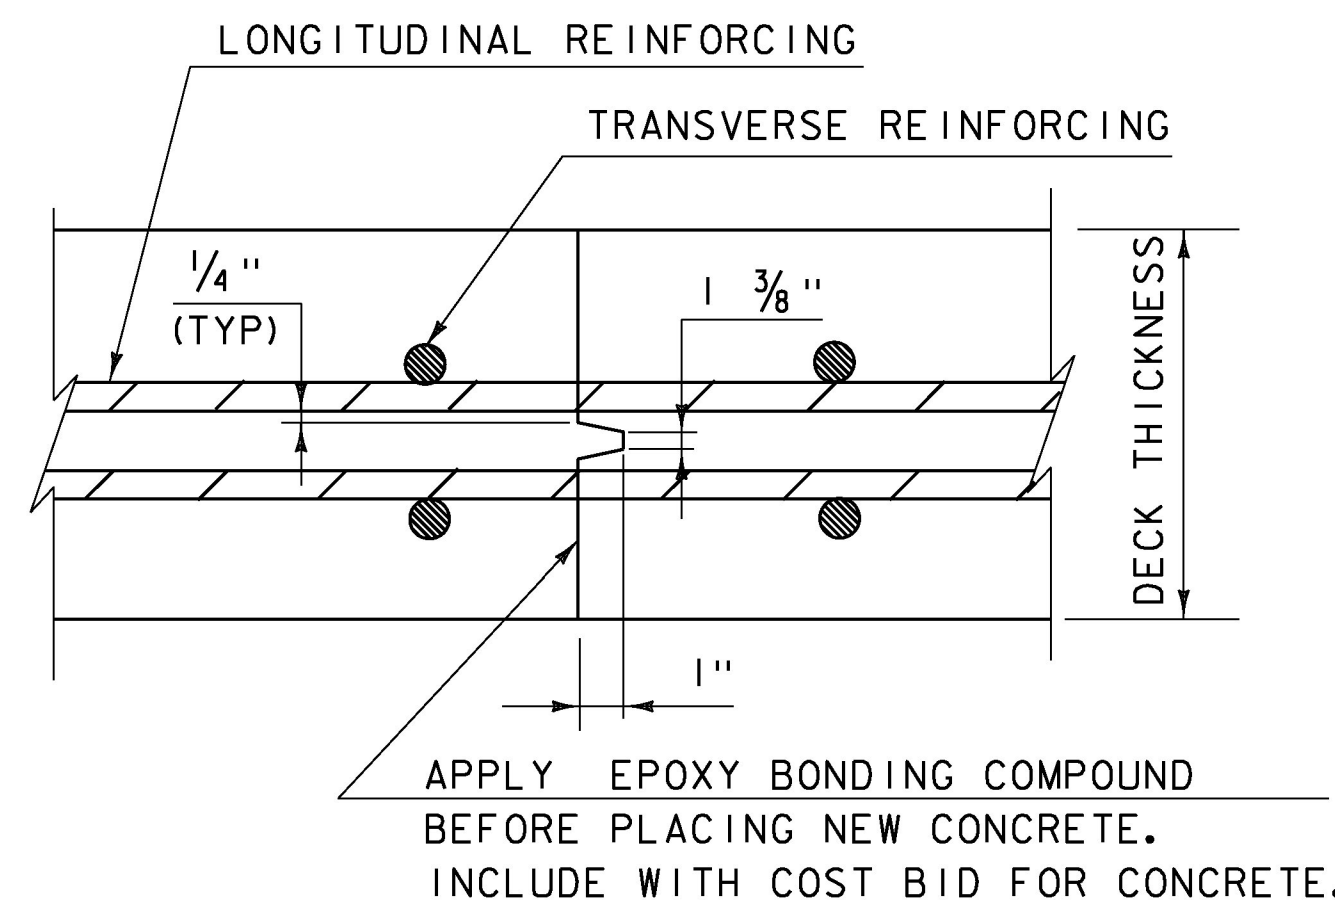 LONGITUDINAL REINFORCING
TRANSVERSE REINFORCING
1/4"
(TYP)
1 3/8"
DECK THICKNESS
1"
APPLY EPOXY BONDING COMPOUND
BEFORE PLACING NEW CONCRETE.
INCLUDE WITH COST BID FOR CONCRETE.